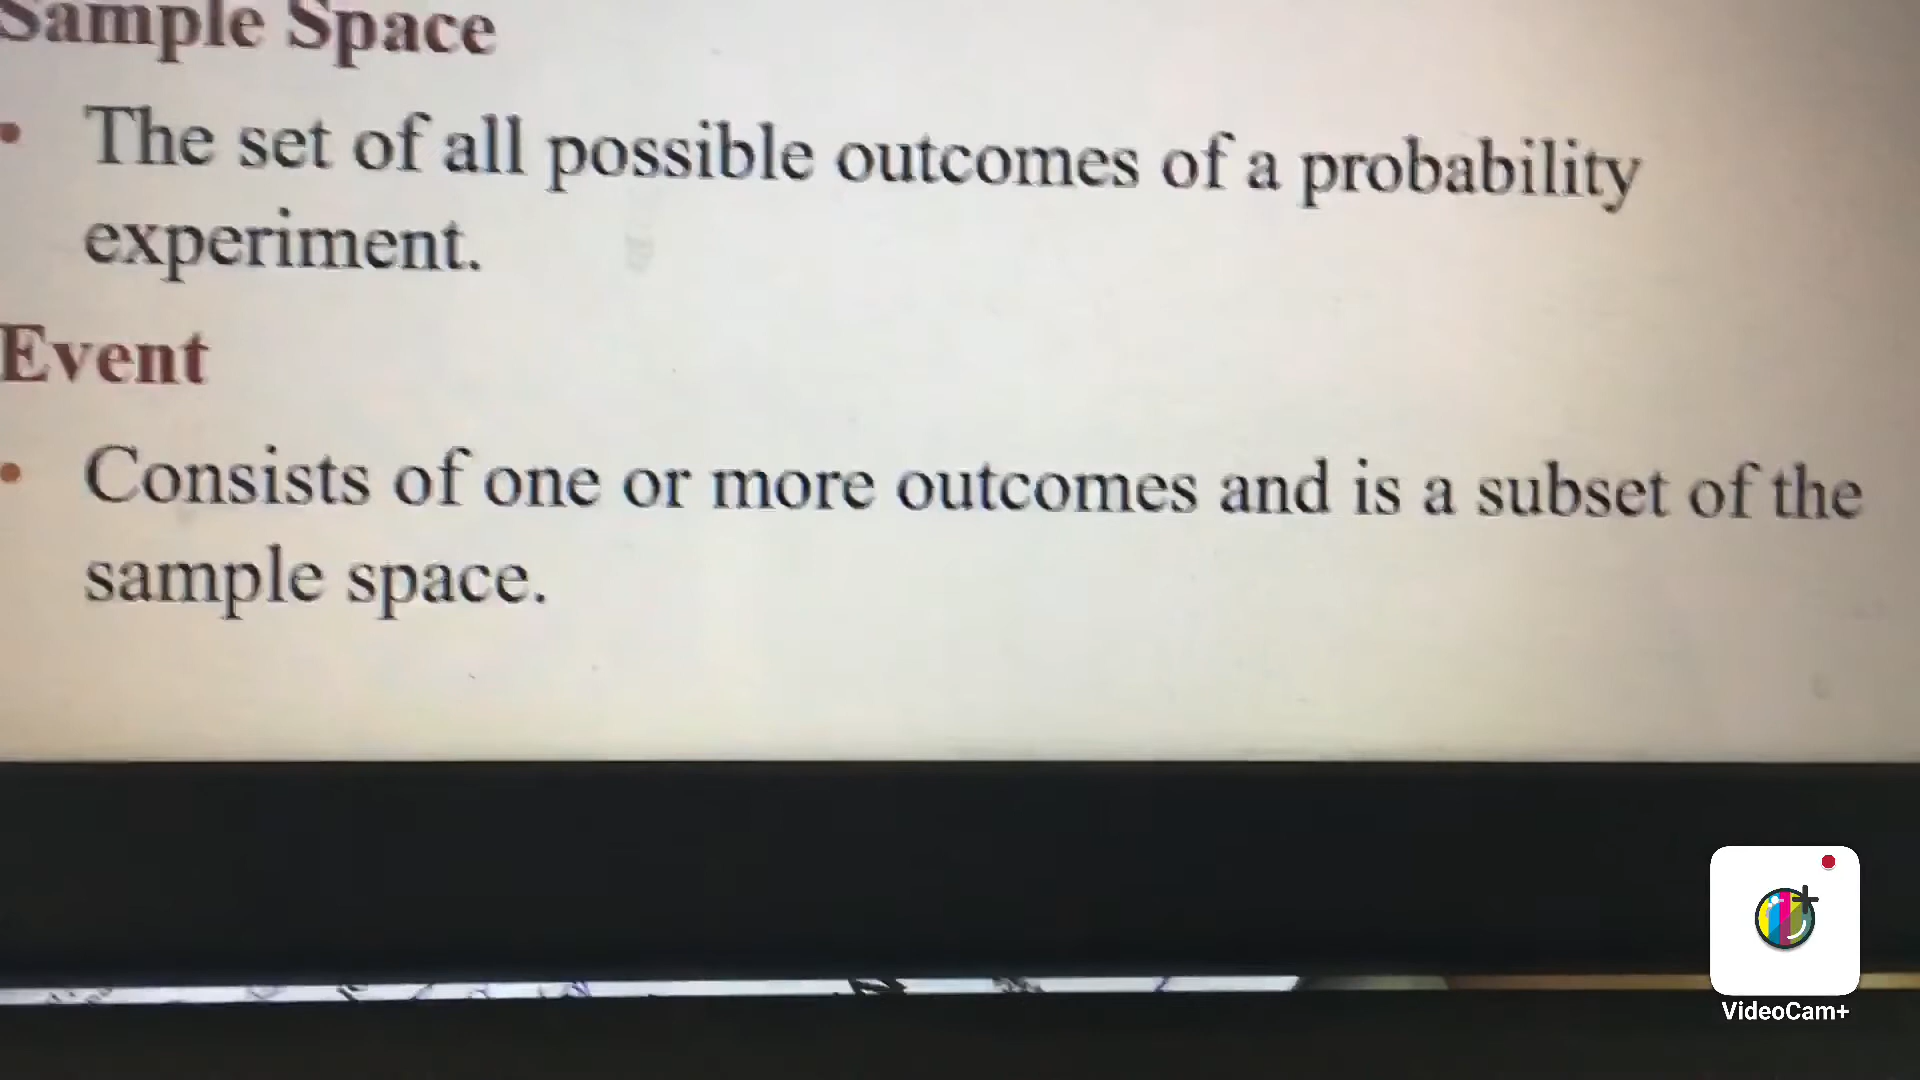 Sample Space
• The set of all possible outcomes of a probability
experiment.
Event
• Consists of one or more outcomes and is a subset of the
sample space.
VideoCam+